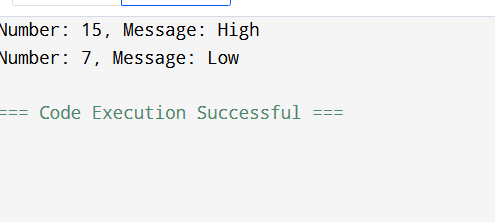 Number: 15, Message: High
Number: 7, Message: Low
=== Code Execution Successful ===